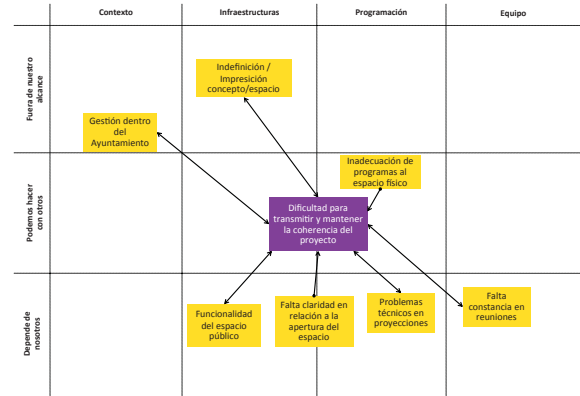 Contexto
Infraestructuras
Programación
Equipo
Fuera de nuestro
alcance
Indefinición /
Impresición
concepto/espacio
Gestión dentro
del
Ayuntamiento
Podemos hacer
con otros
Inadecuación de
programas al
espacio físico
Dificultad para
transmitir y mantener
la coherencia del
proyecto
Depende de
nosotros
Funcionalidad
del espacio
público
Falta claridad en
relación a la
apertura del
espacio
Problemas
técnicos en
proyecciones
Falta
constancia en
reuniones